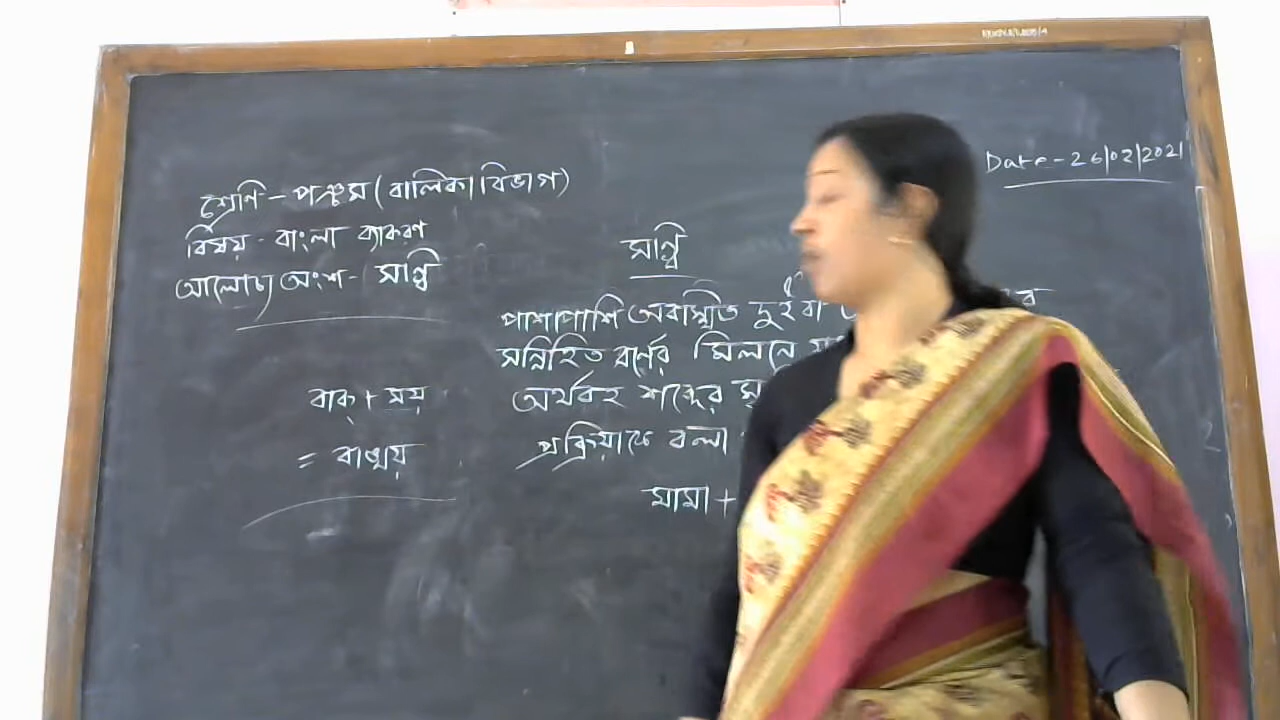 Date - 26/02/2021
শ্রেণি - পঞ্চম (বালিকা বিভাগ)
বিষয় - বাংলা ব্যাকরণ
আলোচ্য অংশ - সন্ধি
সন্ধি
পাশাপাশি অবস্থিত দুই বা
সন্নিহিত বর্ণের মিলনে
অর্থবহ শব্দের
প্রক্রিয়াকে বলা
মামা +
বাক্ + ময়
= বাঙ্ময়